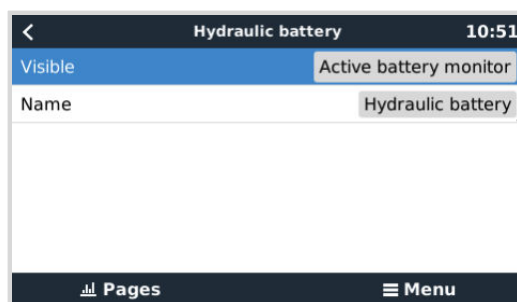 Hydraulic battery 10:51
Visible Active battery monitor
Name Hydraulic battery
Pages Menu